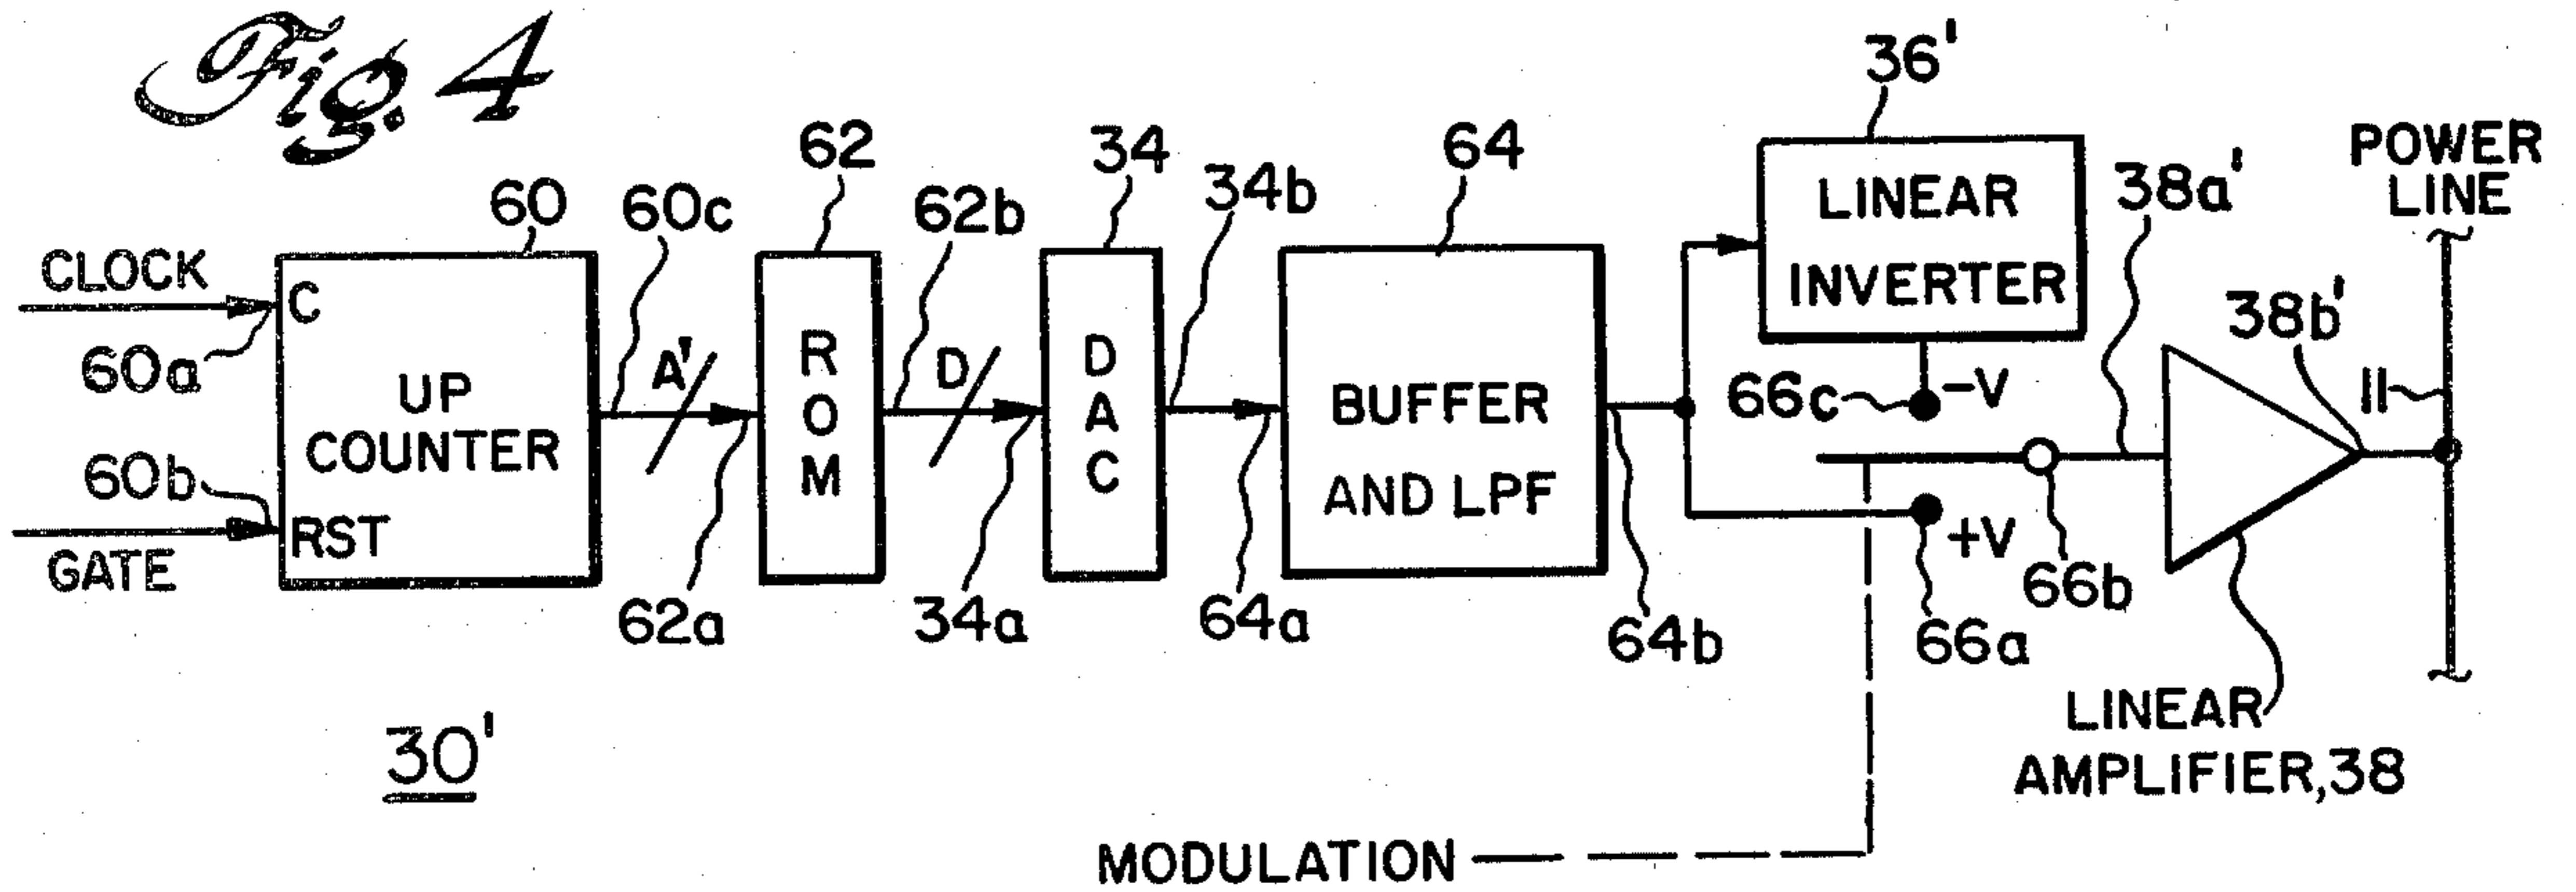 Fig. 4
CLOCK
60a
60b
GATE
60
C
UP
COUNTER
RST
60c
A'
62a
62
ROM
62b
D
34a
34
DAC
34b
64a
64
BUFFER
AND LPF
64b
36'
LINEAR
INVERTER
66c
-V
+V
66a
66b
38a'
38b'
LINEAR
AMPLIFIER,38
POWER
LINE
11
30'
MODULATION